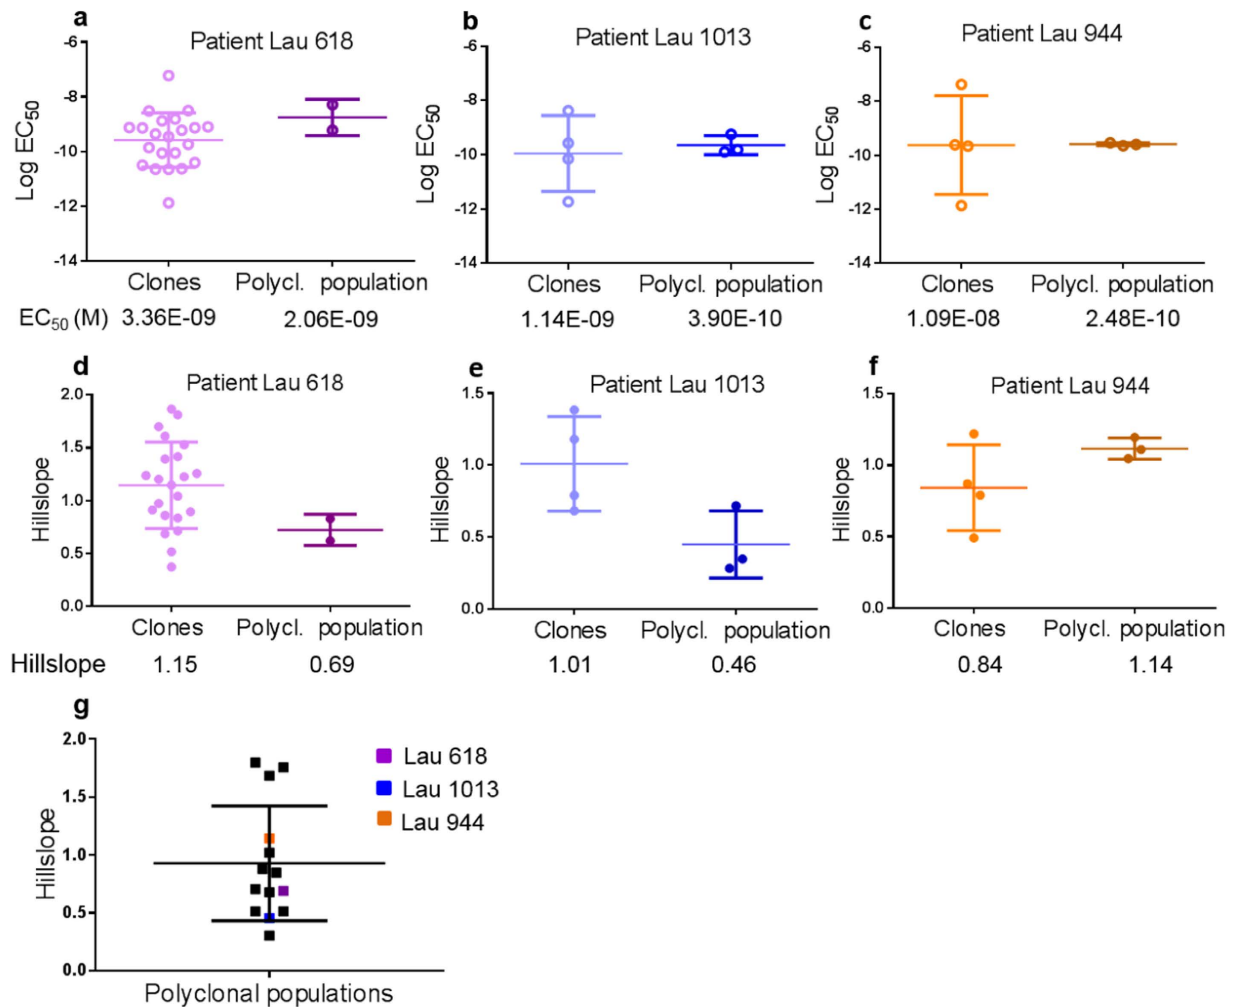 a
Patient Lau 618
-6
-8
-10
-12
-14
Log EC50
Clones
Polycl. population
EC50 (M) 3.36E-09 2.06E-09
b
Patient Lau 1013
-6
-8
-10
-12
-14
Log EC50
Clones
Polycl. population
1.14E-09 3.90E-10
c
Patient Lau 944
-6
-8
-10
-12
-14
Log EC50
Clones
Polycl. population
1.09E-08 2.48E-10
d
Patient Lau 618
2.0
1.5
1.0
0.5
0.0
Hillslope
Clones
Polycl. population
Hillslope 1.15 0.69
e
Patient Lau 1013
1.5
1.0
0.5
0.0
Hillslope
Clones
Polycl. population
1.01 0.46
f
Patient Lau 944
1.5
1.0
0.5
0.0
Hillslope
Clones
Polycl. population
0.84 1.14
g
2.0
1.5
1.0
0.5
0.0
Hillslope
Lau 618
Lau 1013
Lau 944
Polyclonal populations